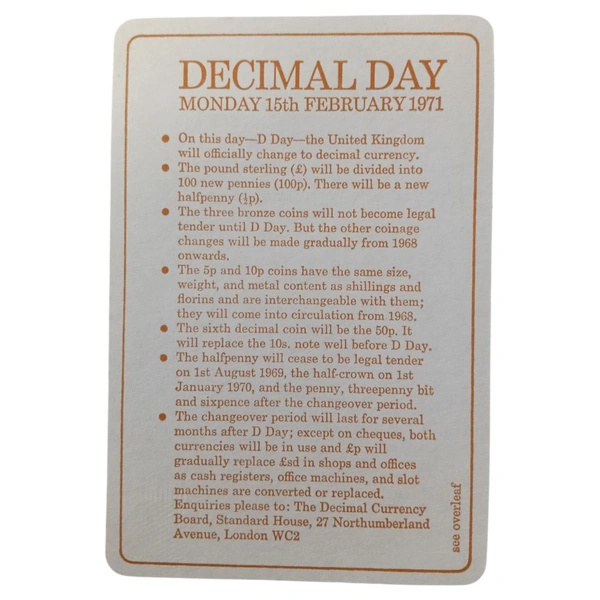 DECIMAL DAY
MONDAY 15th FEBRUARY 1971
● On this day—D Day—the United Kingdom
will officially change to decimal currency.
● The pound sterling (£) will be divided into
100 new pennies (100p). There will be a new
halfpenny (½p).
● The three bronze coins will not become legal
tender until D Day. But the other coinage
changes will be made gradually from 1968
onwards.
● The 5p and 10p coins have the same size,
weight, and metal content as shillings and
florins and are interchangeable with them;
they will come into circulation from 1968.
● The sixth decimal coin will be the 50p. It
will replace the 10s. note well before D Day.
● The halfpenny will cease to be legal tender
on 1st August 1969, the half-crown on 1st
January 1970, and the penny, threepenny bit
and sixpence after the changeover period.
● The changeover period will last for several
months after D Day; except on cheques, both
currencies will be in use and £p will
gradually replace £sd in shops and offices
as cash registers, office machines, and slot
machines are converted or replaced.
Enquiries please to: The Decimal Currency
Board, Standard House, 27 Northumberland
Avenue, London WC2
see overleaf